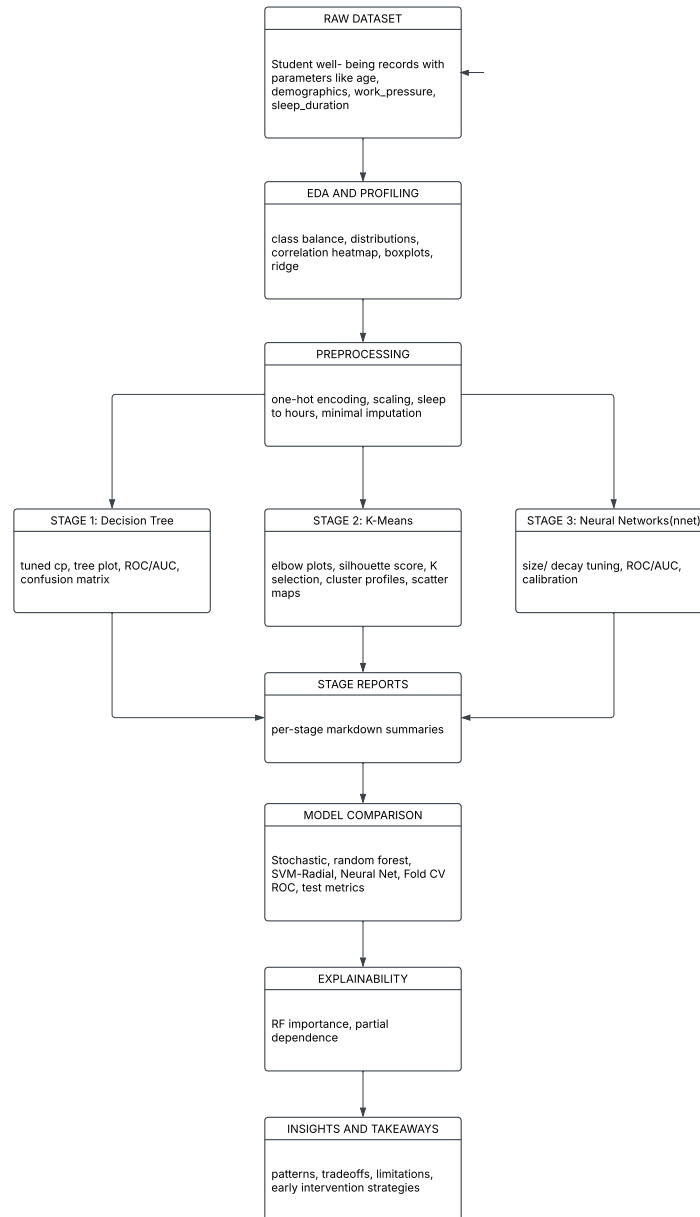 RAW DATASET
Student well- being records with
parameters like age,
demographics, work_pressure,
sleep_duration
EDA AND PROFILING
class balance, distributions,
correlation heatmap, boxplots,
ridge
PREPROCESSING
one-hot encoding, scaling, sleep
to hours, minimal imputation
STAGE 1: Decision Tree
tuned cp, tree plot, ROC/AUC,
confusion matrix
STAGE 2: K-Means
elbow plots, silhouette score, K
selection, cluster profiles, scatter
maps
STAGE 3: Neural Networks(nnet)
size/ decay tuning, ROC/AUC,
calibration
STAGE REPORTS
per-stage markdown summaries
MODEL COMPARISON
Stochastic, random forest,
SVM-Radial, Neural Net, Fold CV
ROC, test metrics
EXPLAINABILITY
RF importance, partial
dependence
INSIGHTS AND TAKEAWAYS
patterns, tradeoffs, limitations,
early intervention strategies